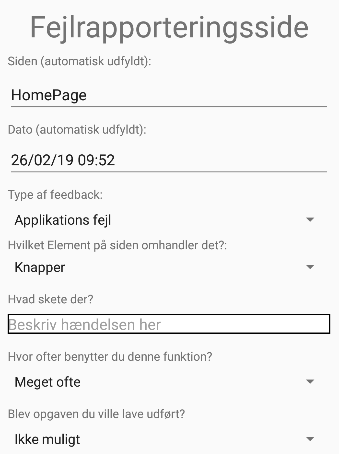 Fejlrapporteringsside
Siden (automatisk udfyldt):
HomePage
Dato (automatisk udfyldt):
26/02/19 09:52
Type af feedback:
Applikations fejl
Hvilket Element på siden omhandler det?:
Knapper
Hvad skete der?
Beskriv hændelsen her
Hvor ofte benytter du denne funktion?
Meget ofte
Blev opgaven du ville lave udført?
Ikke muligt